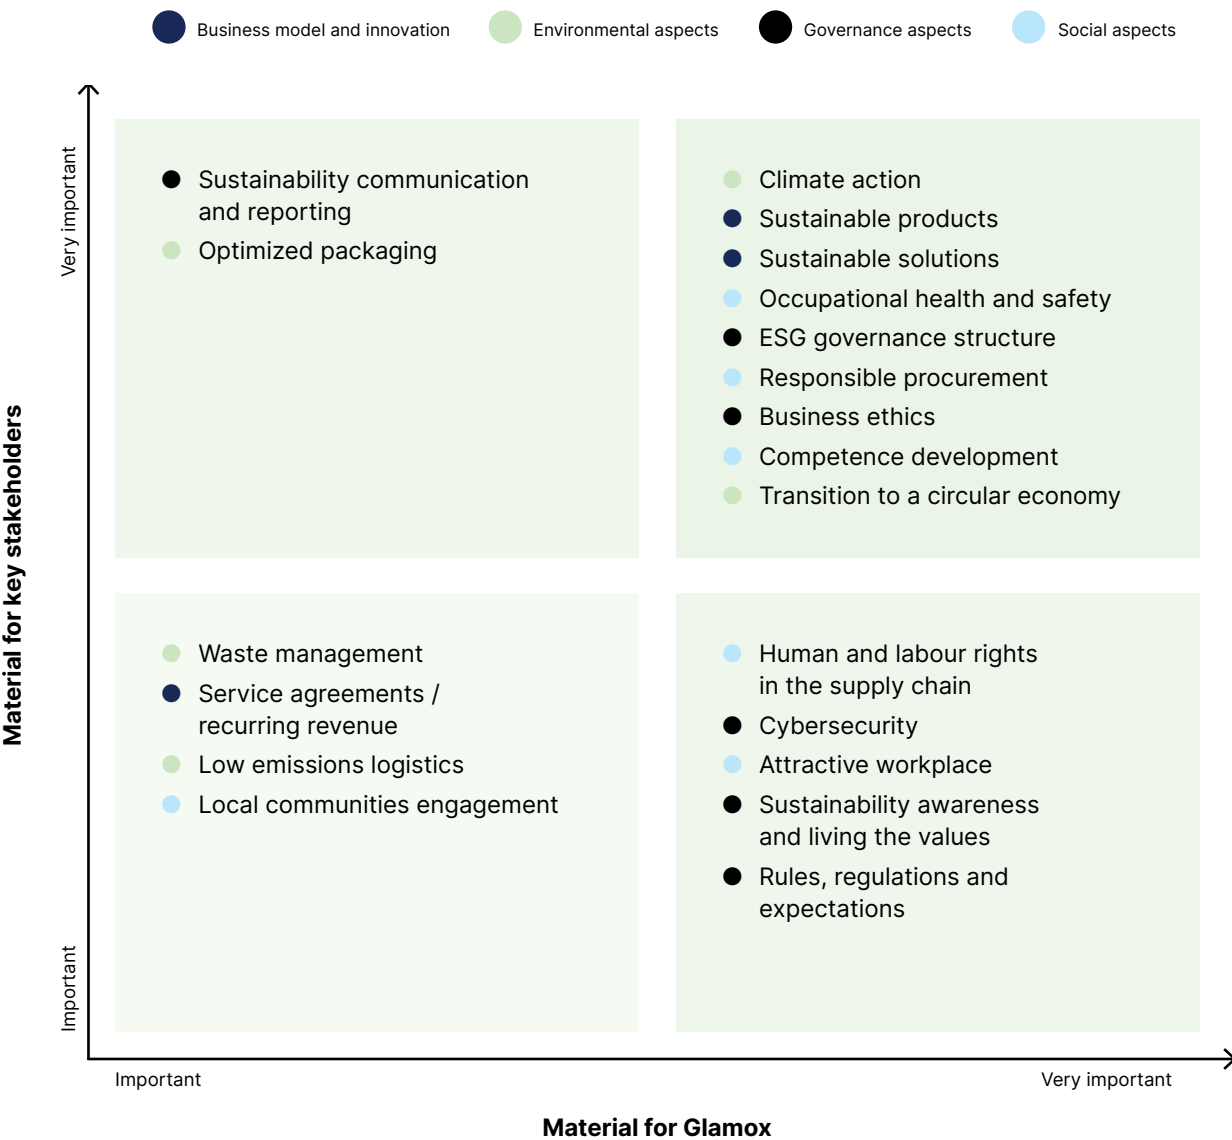 Business model and innovation
Environmental aspects
Governance aspects
Social aspects
Material for key stakeholders
Very important
Important
Sustainability communication
and reporting
Optimized packaging
Climate action
Sustainable products
Sustainable solutions
Occupational health and safety
ESG governance structure
Responsible procurement
Business ethics
Competence development
Transition to a circular economy
Waste management
Service agreements /
recurring revenue
Low emissions logistics
Local communities engagement
Human and labour rights
in the supply chain
Cybersecurity
Attractive workplace
Sustainability awareness
and living the values
Rules, regulations and
expectations
Important
Very important
Material for Glamox